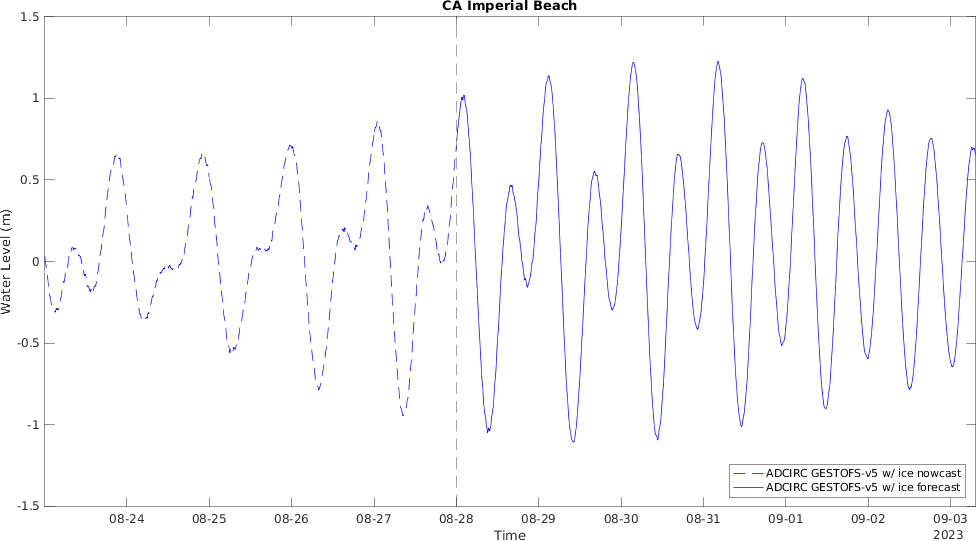 CA Imperial Beach
1.5
1
0.5
0
-0.5
-1
-1.5
Water Level (m)
08-24 08-25 08-26 08-27 08-28 08-29 08-30 08-31 09-01 09-02 09-03
2023
Time
ADCIRC GESTOFS-v5 w/ ice nowcast
ADCIRC GESTOFS-v5 w/ ice forecast